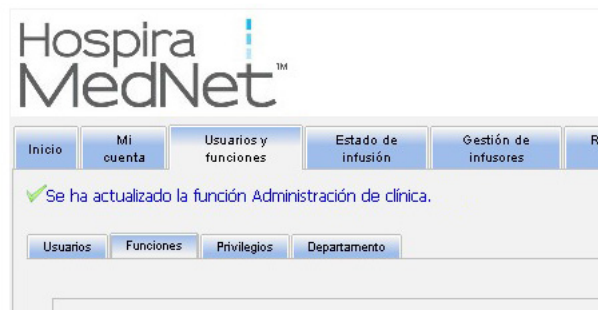 Hospira
MedNet™
Inicio
Mi cuenta
Usuarios y funciones
Estado de infusión
Gestión de infusores
R
Se ha actualizado la función Administración de clínica.
Usuarios Funciones Privilegios Departamento